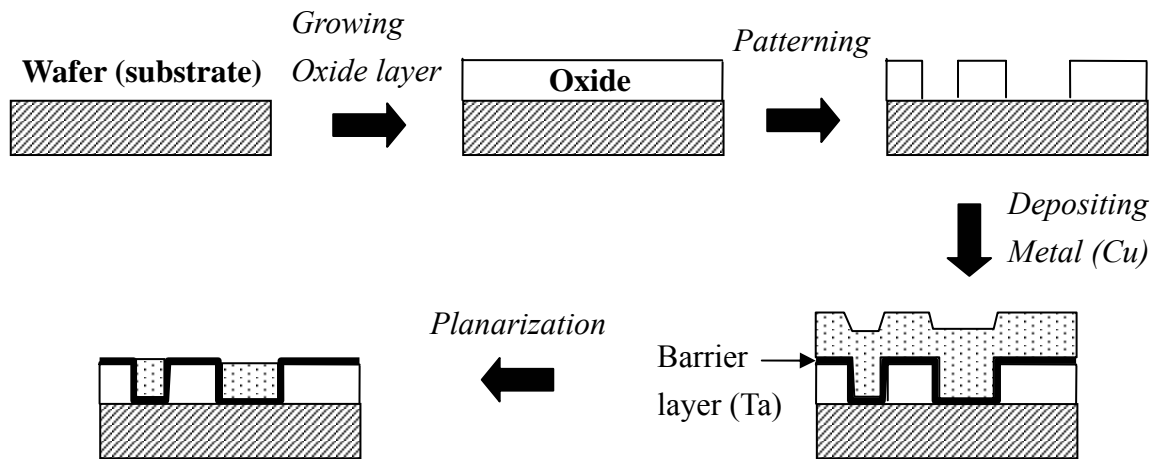 Growing
Oxide layer
Patterning
Wafer (substrate)
Oxide
Depositing
Metal (Cu)
Planarization
Barrier
layer (Ta)